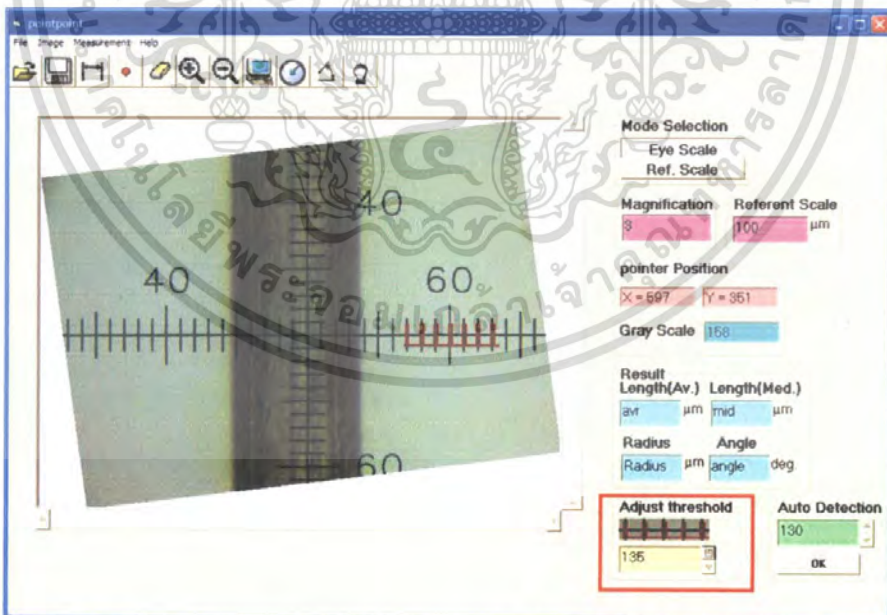 pointpoint
File Image Measurement Help
Mode Selection
Eye Scale
Ref. Scale
Magnification Referent Scale
3 100 µm
pointer Position
X = 597 Y = 351
Gray Scale 158
Result
Length(Av.) Length(Med.)
avr µm mid µm
Radius Angle
Radius µm angle deg.
Adjust threshold Auto Detection
135 130
OK
40
40 60
60